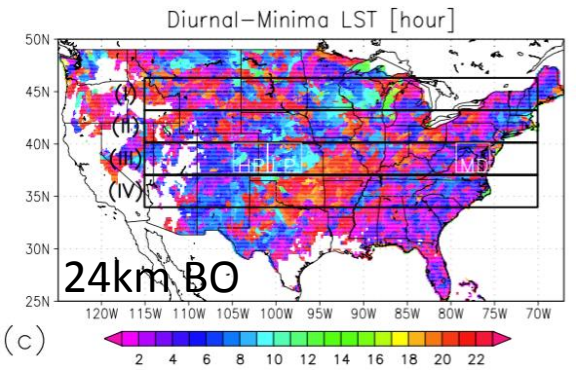 Diurnal−Minima LST [hour]
50N
45N
40N
35N
30N
25N
(I)
(II)
(III)
(IV)
HP LP MD
24km BO
120W 115W 110W 105W 100W 95W 90W 85W 80W 75W 70W
(c)
2 4 6 8 10 12 14 16 18 20 22